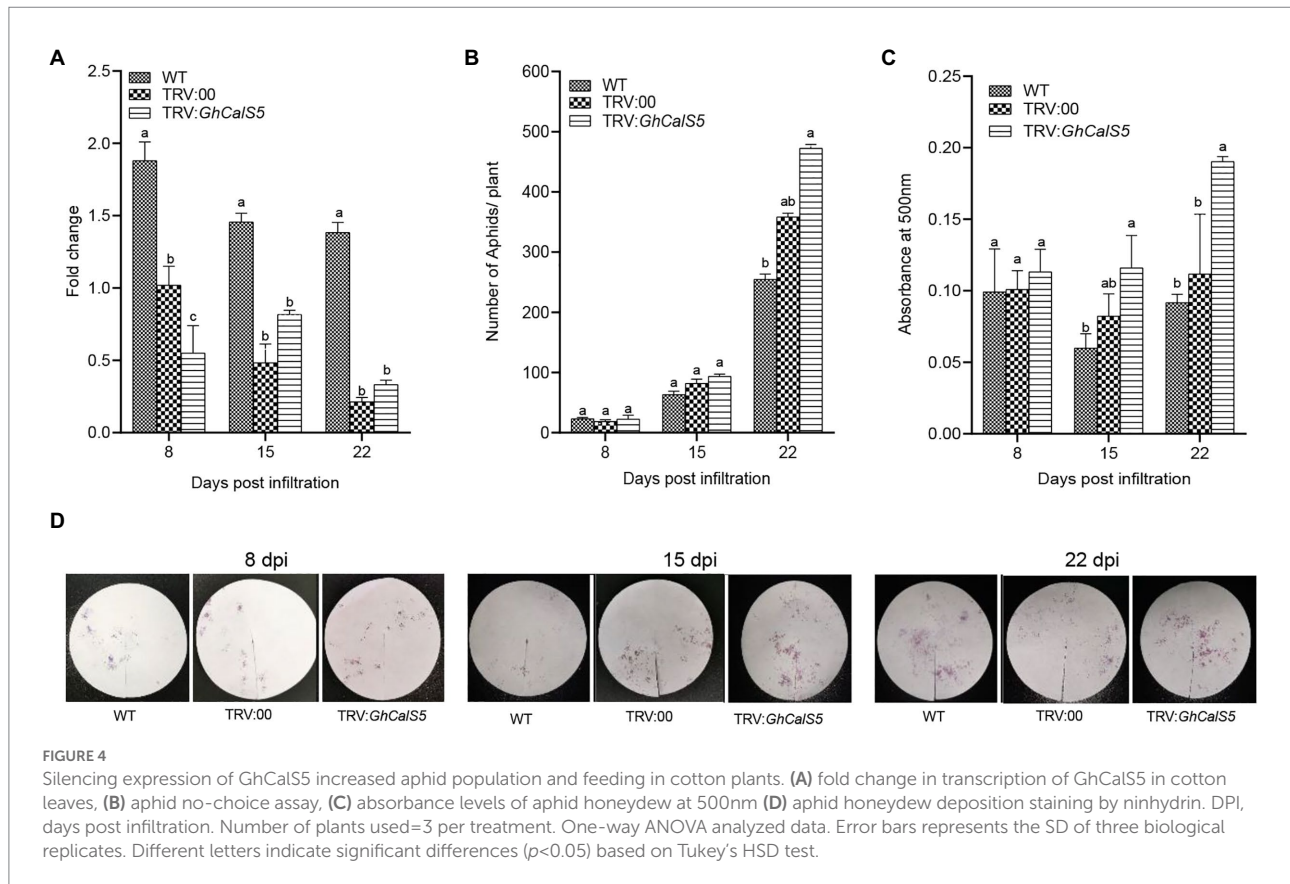 A
2.5
2.0
1.5
1.0
0.5
0.0
Fold change
WT
TRV:00
TRV:GhCalS5
a
b
c
a
b
b
a
b
b
8
15
22
Days post infiltration
B
600
500
400
300
200
100
0
Number of Aphids/ plant
WT
TRV:00
TRV:GhCalS5
a
a
a
a
a
a
b
ab
a
8
15
22
Days post infiltration
C
0.25
0.20
0.15
0.10
0.05
0.00
Absorbance at 500nm
WT
TRV:00
TRV:GhCalS5
a
a
a
b
ab
a
b
b
a
8
15
22
Days post infiltration
D
8 dpi
15 dpi
22 dpi
WT
TRV:00
TRV:GhCalS5
WT
TRV:00
TRV:GhCalS5
WT
TRV:00
TRV:GhCalS5
FIGURE 4
Silencing expression of GhCalS5 increased aphid population and feeding in cotton plants. (A) fold change in transcription of GhCalS5 in cotton
leaves, (B) aphid no-choice assay, (C) absorbance levels of aphid honeydew at 500nm (D) aphid honeydew deposition staining by ninhydrin. DPI,
days post infiltration. Number of plants used=3 per treatment. One-way ANOVA analyzed data. Error bars represents the SD of three biological
replicates. Different letters indicate significant differences (p<0.05) based on Tukey’s HSD test.